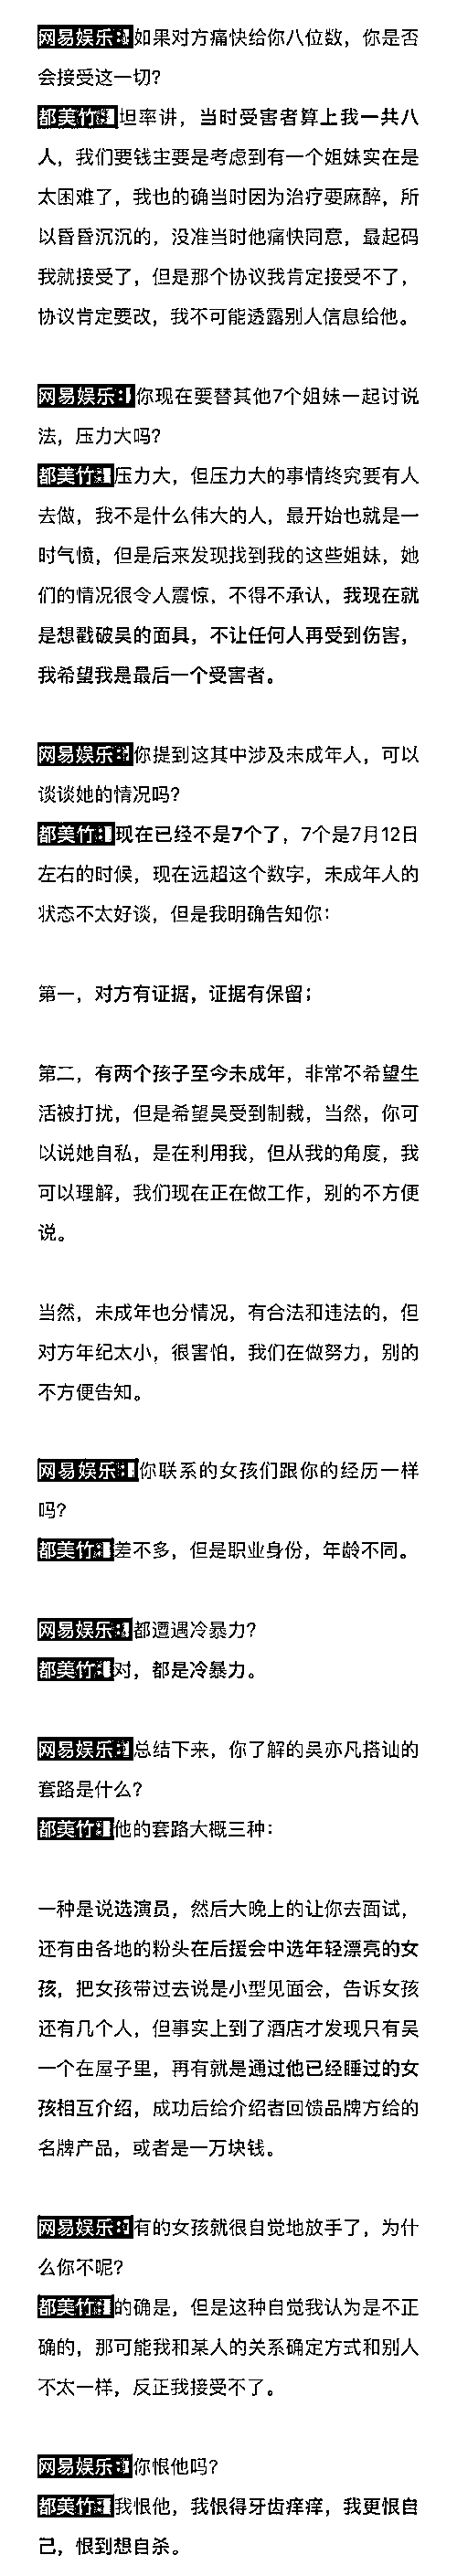 网易娱乐：如果对方痛快给你八位数，你是否
会接受这一切？
都美竹：坦率讲，当时受害者算上我一共八
人，我们要钱主要是考虑到有一个姐妹实在是
太困难了，我也的确当时因为治疗要麻醉，所
以昏昏沉沉的，没准当时他痛快同意，最起码
我就接受了，但是那个协议我肯定接受不了，
协议肯定要改，我不可能透露别人信息给他。
网易娱乐：你现在要替其他7个姐妹一起讨说
法，压力大吗？
都美竹：压力大，但压力大的事情终究要有人
去做，我不是什么伟大的人，最开始也就是一
时气愤，但是后来发现找到我的这些姐妹，她
们的情况很令人震惊，不得不承认，我现在就
是想戳破吴的面具，不让任何人再受到伤害，
我希望我是最后一个受害者。
网易娱乐：你提到这其中涉及未成年人，可以
谈谈她的情况吗？
都美竹：现在已经不是7个了，7个是7月12日
左右的时候，现在远超这个数字，未成年人的
状态不太好谈，但是我明确告知你：
第一，对方有证据，证据有保留；
第二，有两个孩子至今未成年，非常不希望生
活被打扰，但是希望吴受到制裁，当然，你可
以说她自私，是在利用我，但从我的角度，我
可以理解，我们现在正在做工作，别的不方便
说。
当然，未成年也分情况，有合法和违法的，但
对方年纪太小，很害怕，我们在做努力，别的
不方便告知。
网易娱乐：你联系的女孩们跟你的经历一样
吗？
都美竹：差不多，但是职业身份，年龄不同。
网易娱乐：都遭遇冷暴力？
都美竹：对，都是冷暴力。
网易娱乐：总结下来，你了解的吴亦凡搭讪的
套路是什么？
都美竹：他的套路大概三种：
一种是说选演员，然后大晚上的让你去面试，
还有由各地的粉头在后援会中选年轻漂亮的女
孩，把女孩带过去说是小型见面会，告诉女孩
还有几个人，但事实上到了酒店才发现只有吴
一个在屋子里，再有就是通过他已经睡过的女
孩相互介绍，成功后给介绍者回馈品牌方给的
名牌产品，或者是一万块钱。
网易娱乐：有的女孩就很自觉地放手了，为什
么你不呢？
都美竹：的确是，但是这种自觉我认为是不正
确的，那可能我和某人的关系确定方式和别人
不太一样，反正我接受不了。
网易娱乐：你恨他吗？
都美竹：我恨他，我恨得牙齿痒痒，我更恨自
己，恨到想自杀。